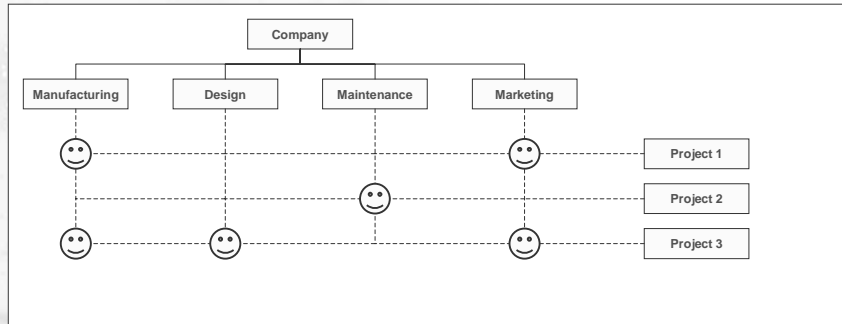 Company
Manufacturing
Design
Maintenance
Marketing
Project 1
Project 2
Project 3